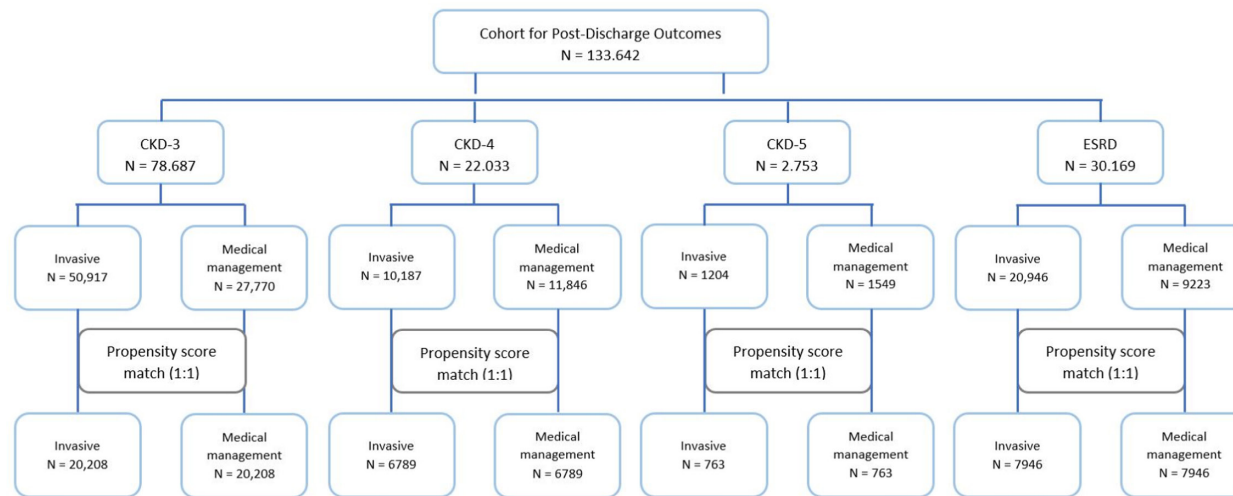 Cohort for Post-Discharge Outcomes
N = 133.642
CKD-3
N = 78.687
CKD-4
N = 22.033
CKD-5
N = 2.753
ESRD
N = 30.169
Invasive
N = 50,917
Medical
management
N = 27,770
Invasive
N = 10,187
Medical
management
N = 11,846
Invasive
N = 1204
Medical
management
N = 1549
Invasive
N = 20,946
Medical
management
N = 9223
Propensity score
match (1:1)
Propensity score
match (1:1)
Propensity score
match (1:1)
Propensity score
match (1:1)
Invasive
N = 20,208
Medical
management
N = 20,208
Invasive
N = 6789
Medical
management
N = 6789
Invasive
N = 763
Medical
management
N = 763
Invasive
N = 7946
Medical
management
N = 7946